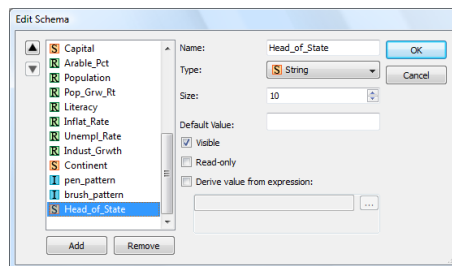 Edit Schema
S Capital
R Arable_Pct
R Population
R Pop_Grw_Rt
R Literacy
R Inflat_Rate
R Unempl_Rate
R Indust_Grwth
S Continent
I pen_pattern
I brush_pattern
S Head_of_State
Add Remove
Name: Head_of_State
Type: S String
Size: 10
Default Value:
Visible
Read-only
Derive value from expression:
...
OK
Cancel